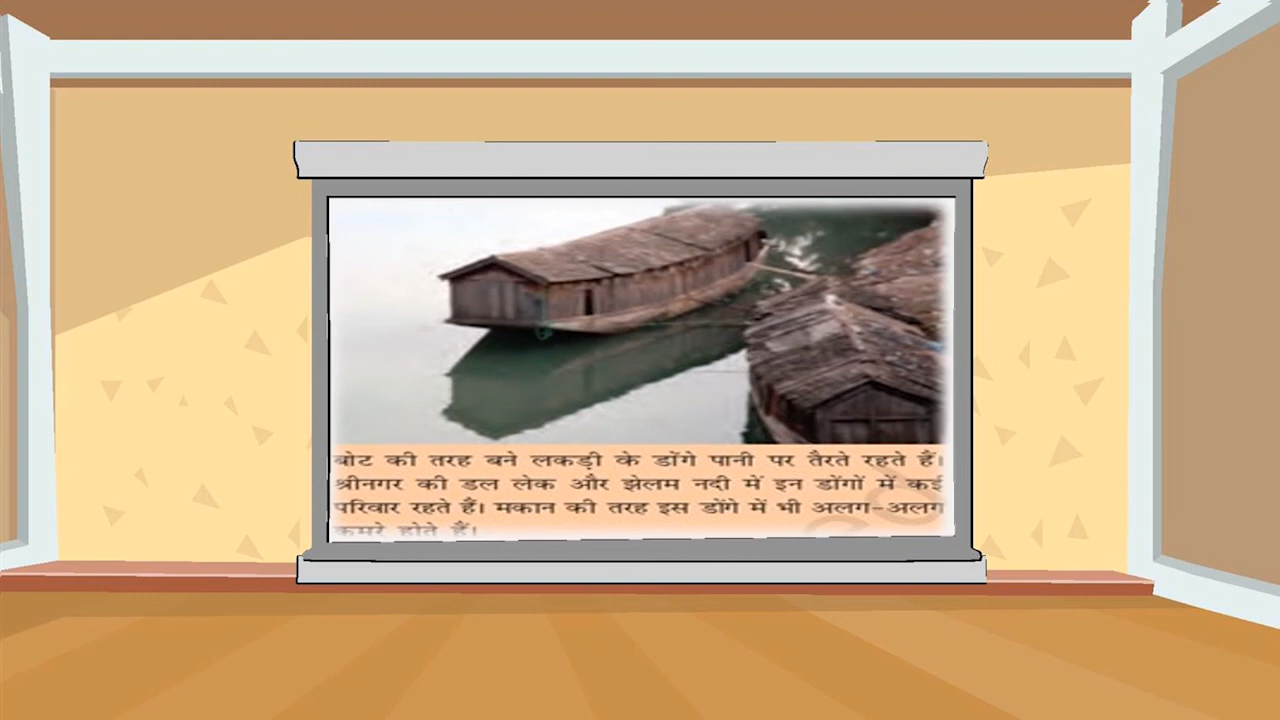 बोट की तरह बने लकड़ी के डोंगे पानी पर तैरते रहते हैं।
श्रीनगर की डल लेक और झेलम नदी में इन डोंगों में कई
परिवार रहते हैं। मकान की तरह इस डोंगे में भी अलग-अलग
कमरे होते हैं।